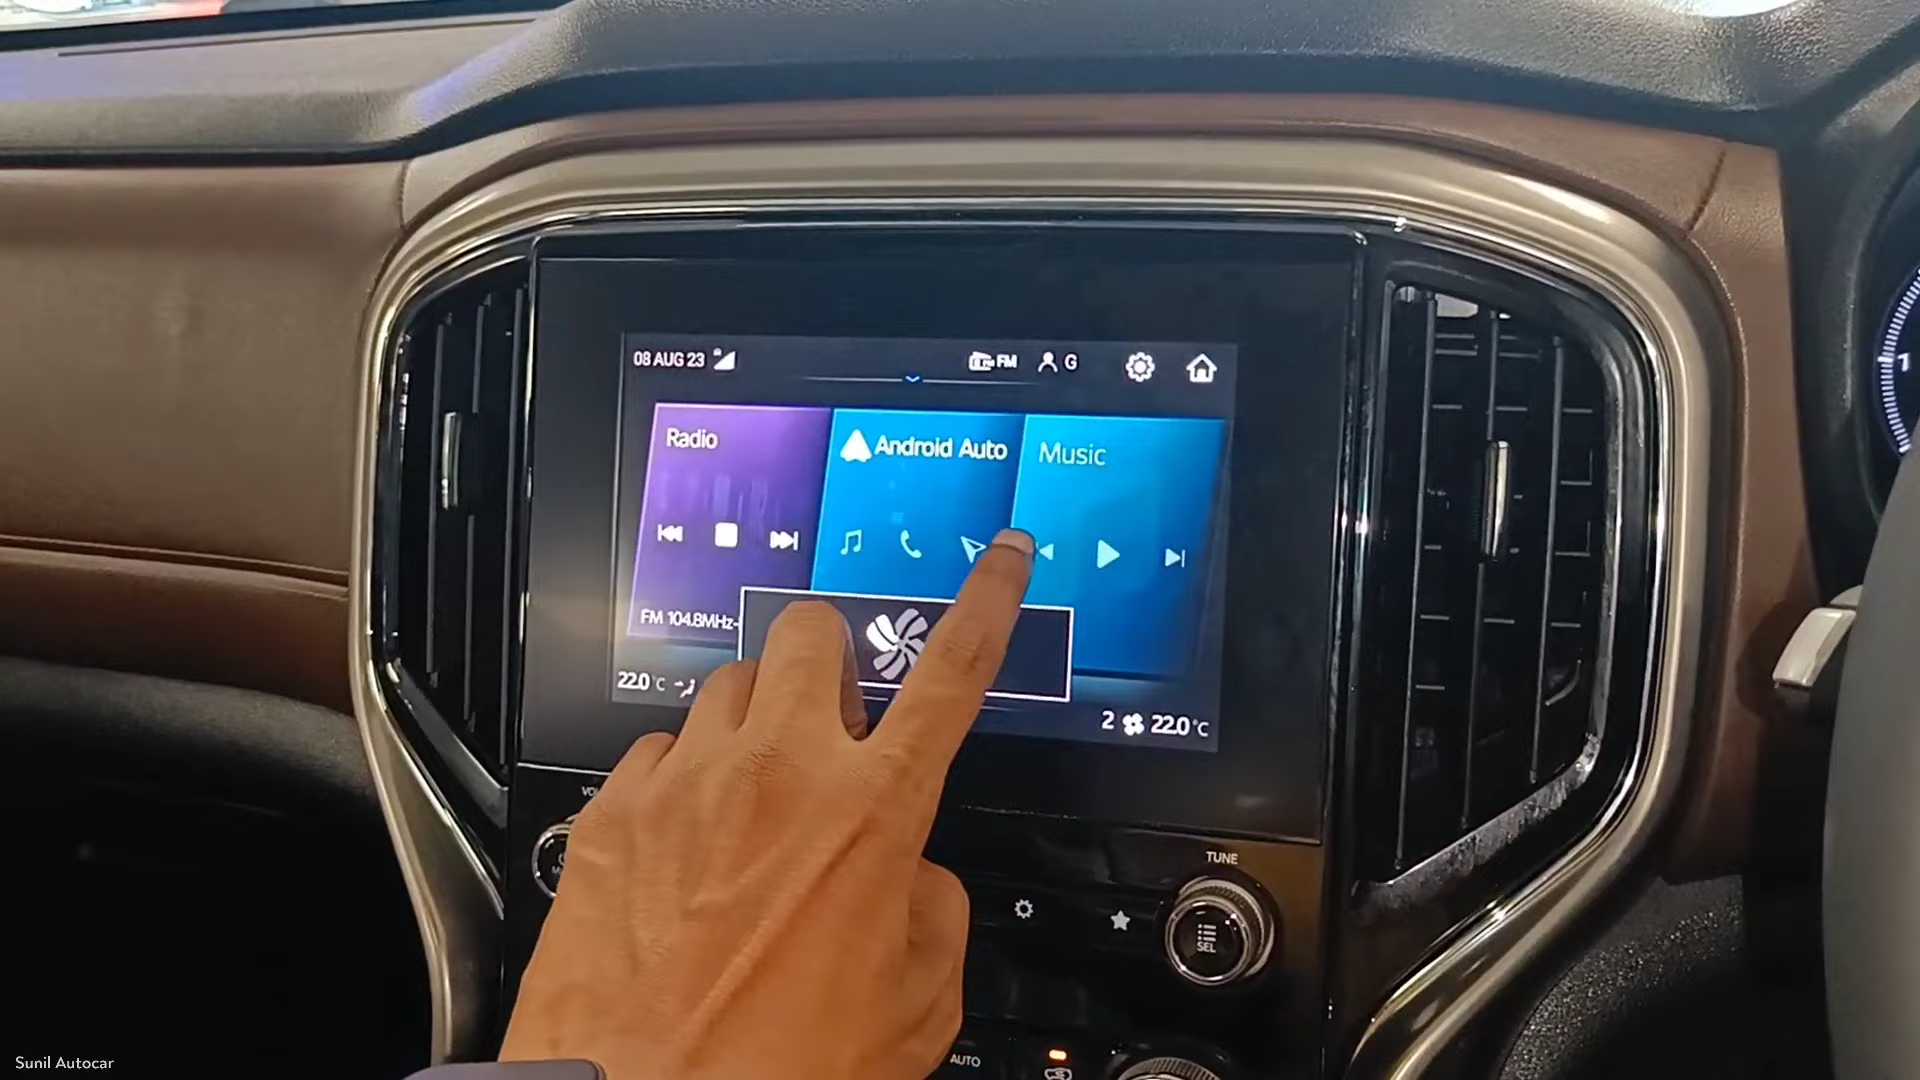 08 AUG 23
FM
G
Radio
Android Auto
Music
FM 104.8MHz-
22.0°C
2
22.0°C
TUNE
SEL
AUTO
Sunil Autocar